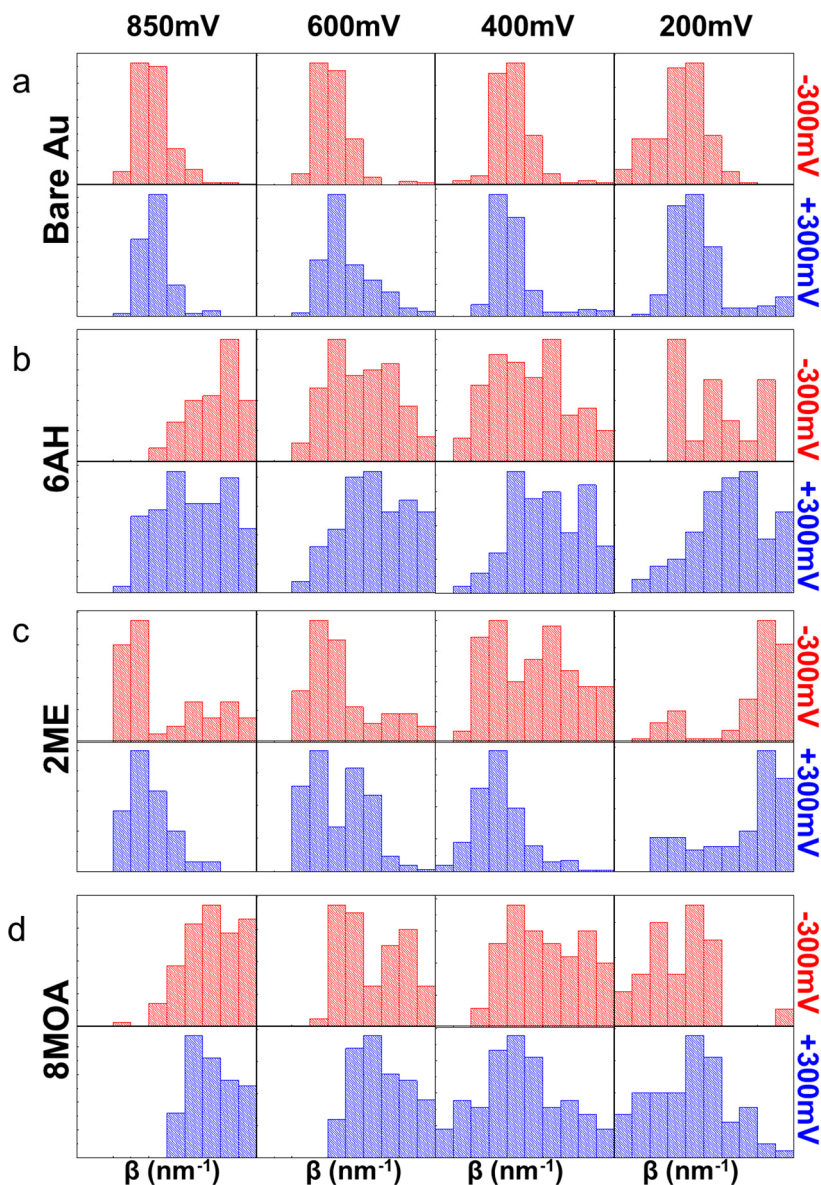 850mV 600mV 400mV 200mV
a
Bare Au
-300mV
+300mV
b
6AH
-300mV
+300mV
c
2ME
-300mV
+300mV
d
8MOA
-300mV
+300mV
β (nm⁻¹) β (nm⁻¹) β (nm⁻¹) β (nm⁻¹)